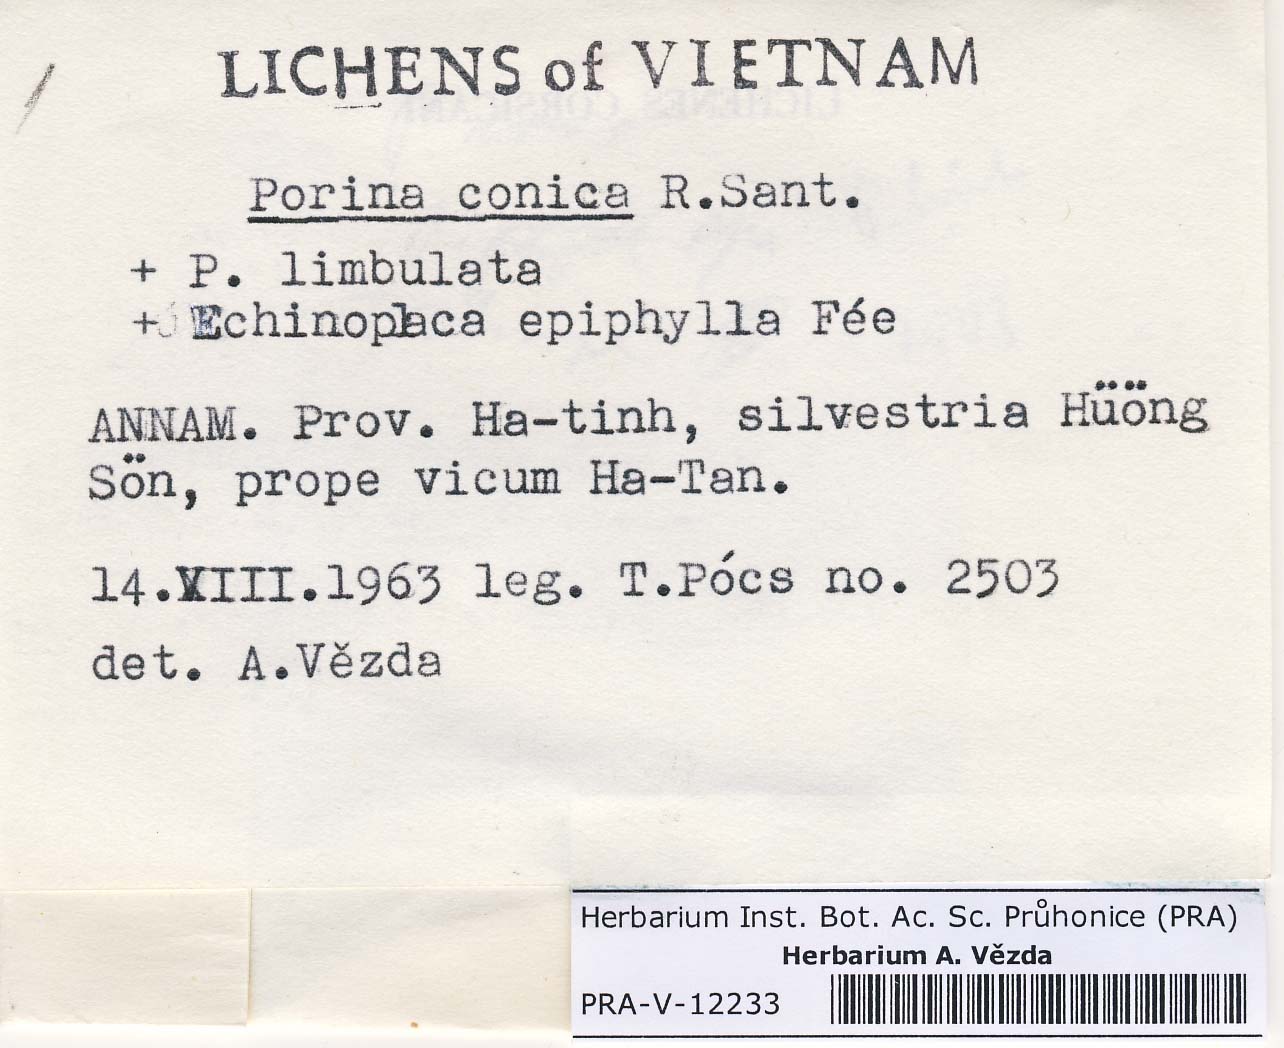 LICHENS of VIETNAM
Porina conica R.Sant.
+ P. limbulata
+ Echinoplaca epiphylla Fée
ANNAM. Prov. Ha-tinh, silvestria Hüöng
Sön, prope vicum Ha-Tan.
14.VIII.1963 leg. T.Pócs no. 2503
det. A.Vězda
Herbarium Inst. Bot. Ac. Sc. Průhonice (PRA)
Herbarium A. Vězda
PRA-V-12233